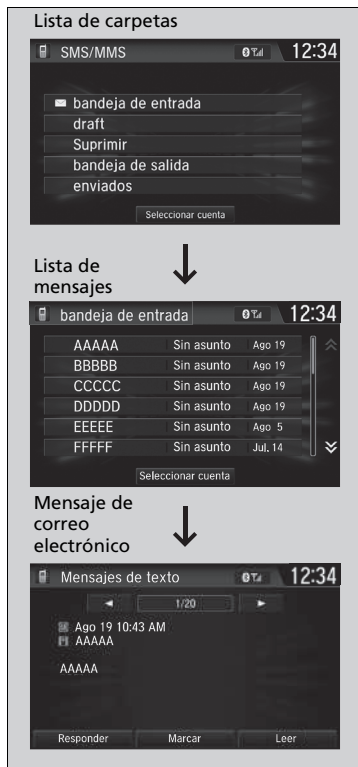 Lista de carpetas
SMS/MMS 12:34
bandeja de entrada
draft
Suprimir
bandeja de salida
enviados
Seleccionar cuenta
Lista de
mensajes
bandeja de entrada 12:34
AAAAA Sin asunto Ago 19
BBBBB Sin asunto Ago 19
CCCCC Sin asunto Ago 19
DDDDD Sin asunto Ago 19
EEEEE Sin asunto Ago 5
FFFFF Sin asunto Jul. 14
Seleccionar cuenta
Mensaje de
correo
electrónico
Mensajes de texto 12:34
1/20
Ago 19 10:43 AM
AAAAA
AAAAA
Responder Marcar Leer